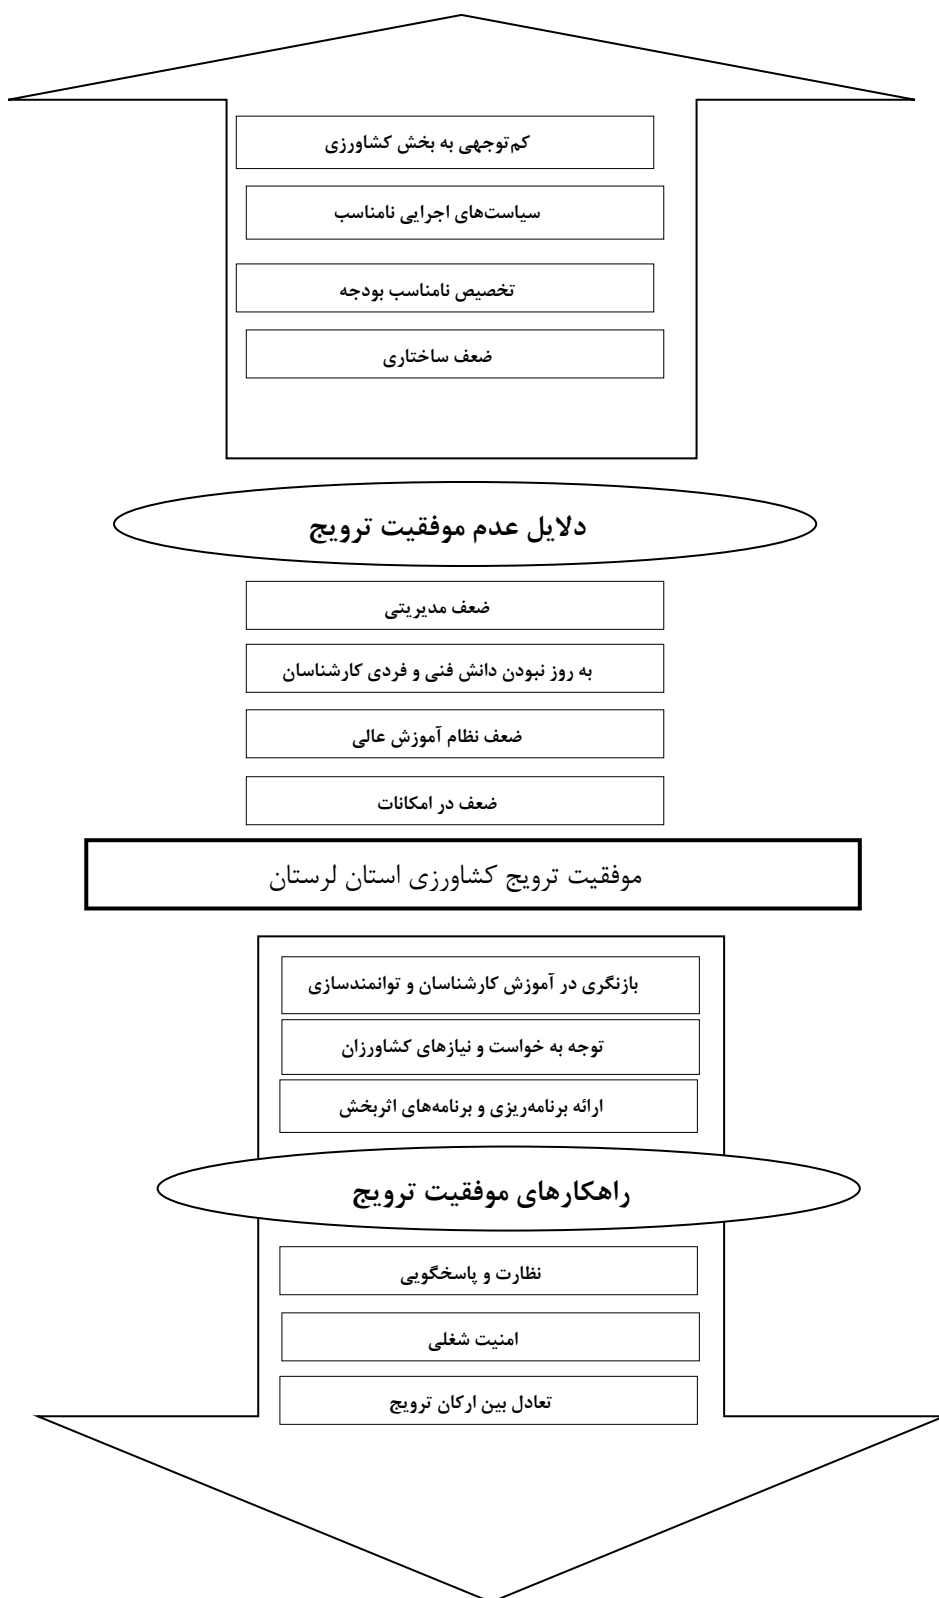 کم‌توجهی به بخش کشاورزی
سیاست‌های اجرایی نامناسب
تخصیص نامناسب بودجه
ضعف ساختاری
دلایل عدم موفقیت ترویج
ضعف مدیریتی
به روز نبودن دانش فنی و فردی کارشناسان
ضعف نظام آموزش عالی
ضعف در امکانات
موفقیت ترویج کشاورزی استان لرستان
بازنگری در آموزش کارشناسان و توانمندسازی
توجه به خواست و نیازهای کشاورزان
ارائه برنامه‌ریزی و برنامه‌های اثربخش
راهکارهای موفقیت ترویج
نظارت و پاسخگویی
امنیت شغلی
تعادل بین ارکان ترویج